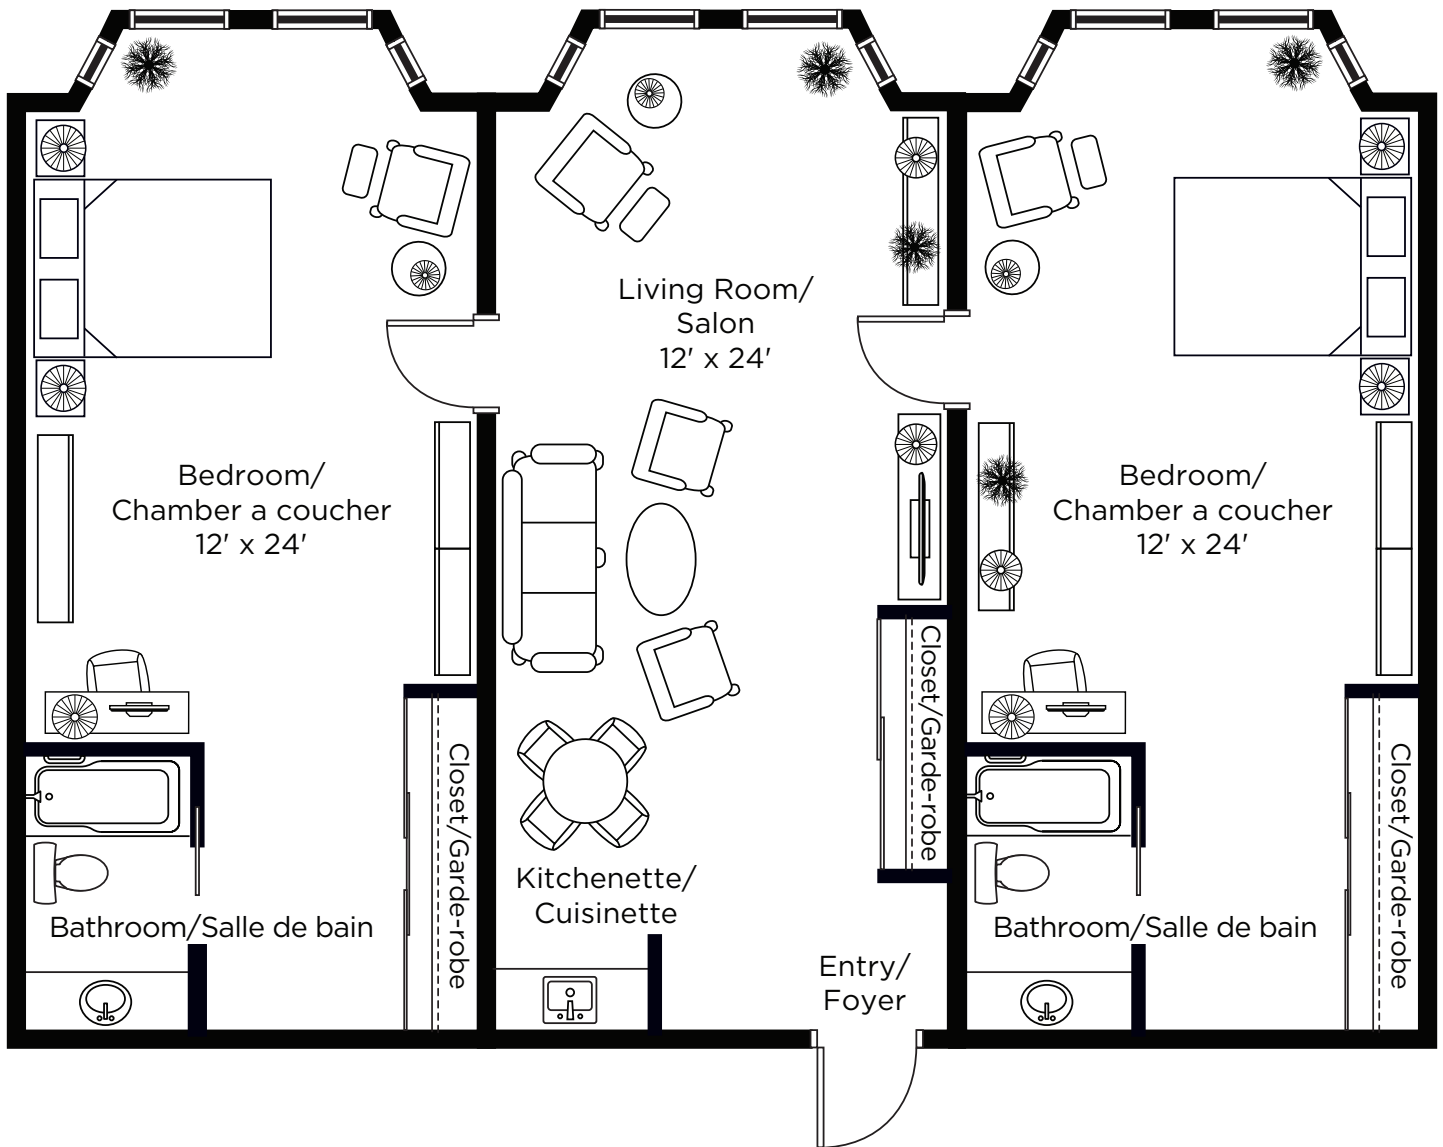 Living Room/
Salon
12' x 24'
Bedroom/
Chamber a coucher
12' x 24'
Bedroom/
Chamber a coucher
12' x 24'
Closet/Garde-robe
Closet/Garde-robe
Closet/Garde-robe
Kitchenette/
Cuisinette
Bathroom/Salle de bain
Bathroom/Salle de bain
Entry/
Foyer